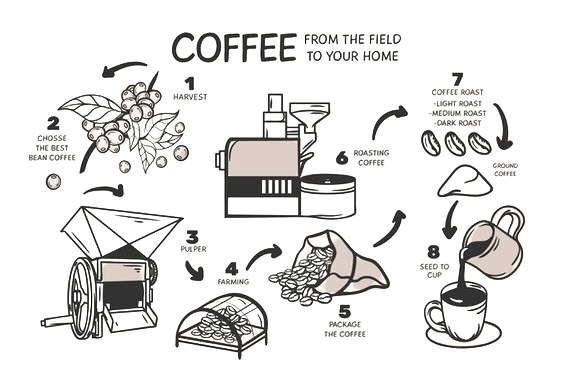 COFFEE
FROM THE FIELD
TO YOUR HOME
1
HARVEST
2
CHOSSE
THE BEST
BEAN COFFEE
3
PULPER
4
FARMING
5
PACKAGE
THE COFFEE
6
ROASTING
COFFEE
7
COFFEE ROAST
-LIGHT ROAST
-MEDIUM ROAST
-DARK ROAST
GROUND
COFFEE
8
SEED TO
CUP